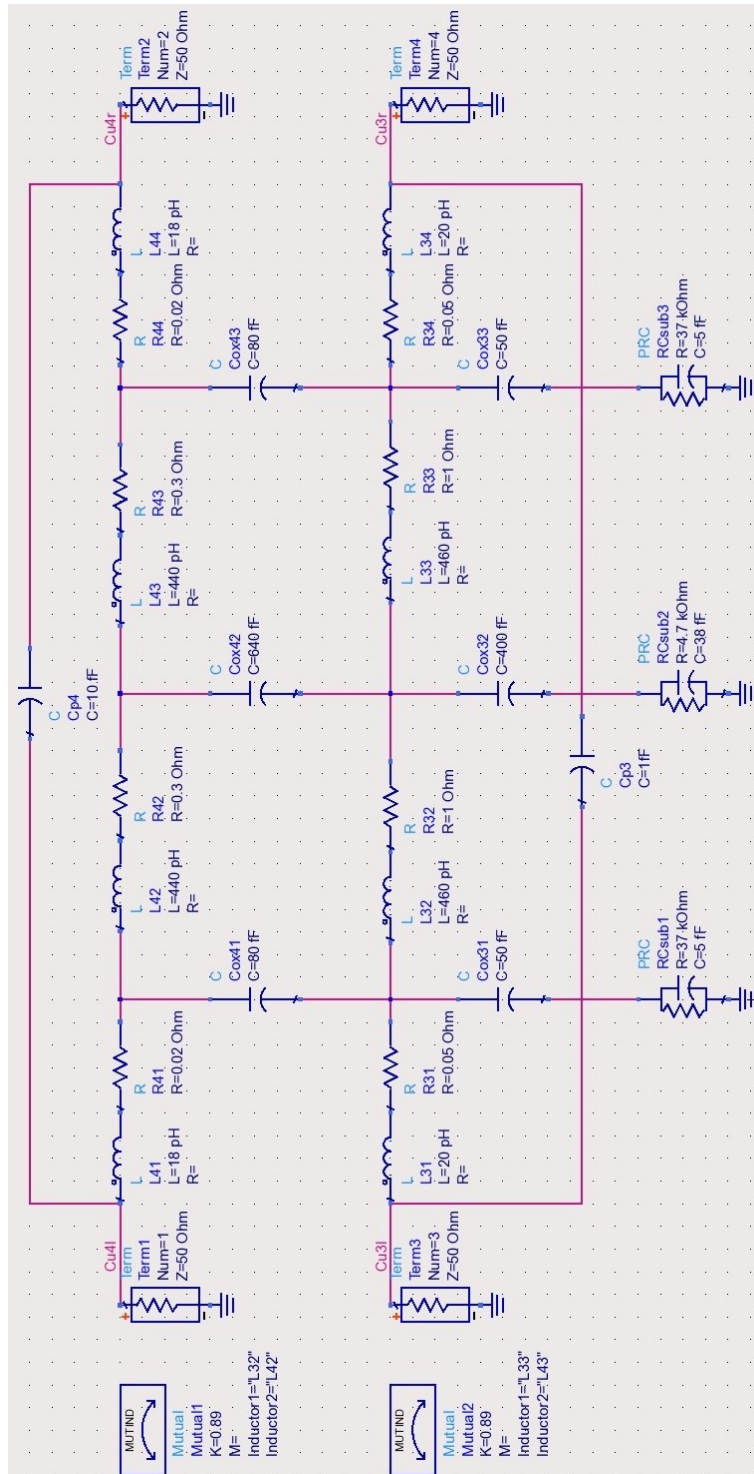 Term
Term2
Num=2
Z=50 Ohm
+
-
Cu4r
L
L44
L=18 pH
R=
R
R44
R=0.02 Ohm
C
Cox43
C=80 fF
R
R43
R=0.3 Ohm
L
L43
L=440 pH
R=
C
Cp4
C=10 fF
C
Cox42
C=640 fF
R
R42
R=0.3 Ohm
L
L42
L=440 pH
R=
C
Cox41
C=80 fF
R
R41
R=0.02 Ohm
L
L41
L=18 pH
R=
Cu4l
Term
Term1
Num=1
Z=50 Ohm
+
-
MUTIND
Mutual
Mutual1
K=0.89
M=
Inductor1="L32"
Inductor2="L42"
Term
Term4
Num=4
Z=50 Ohm
+
-
Cu3r
L
L34
L=20 pH
R=
R
R34
R=0.05 Ohm
C
Cox33
C=50 fF
PRC
RCsub3
R=37 kOhm
C=5 fF
R
R33
R=1 Ohm
L
L33
L=460 pH
R=
C
Cox32
C=400 fF
PRC
RCsub2
R=4.7 kOhm
C=38 fF
C
Cp3
C=1fF
R
R32
R=1 Ohm
L
L32
L=460 pH
R=
C
Cox31
C=50 fF
PRC
RCsub1
R=37 kOhm
C=5 fF
R
R31
R=0.05 Ohm
L
L31
L=20 pH
R=
Cu3l
Term
Term3
Num=3
Z=50 Ohm
+
-
MUTIND
Mutual
Mutual2
K=0.89
M=
Inductor1="L33"
Inductor2="L43"